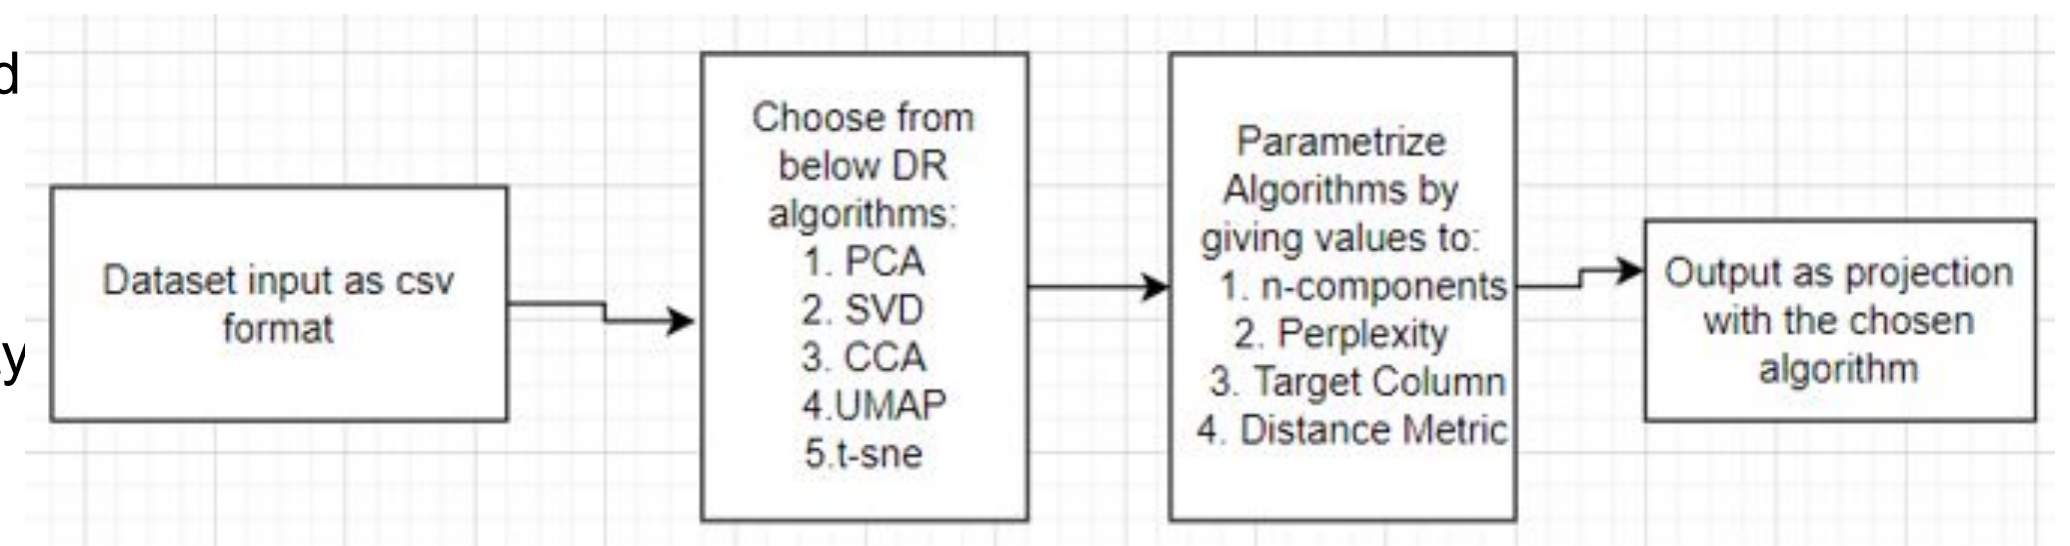 d
y
Dataset input as csv
format
Choose from
below DR
algorithms:
1. PCA
2. SVD
3. CCA
4.UMAP
5.t-sne
Parametrize
Algorithms by
giving values to:
1. n-components
2. Perplexity
3. Target Column
4. Distance Metric
Output as projection
with the chosen
algorithm